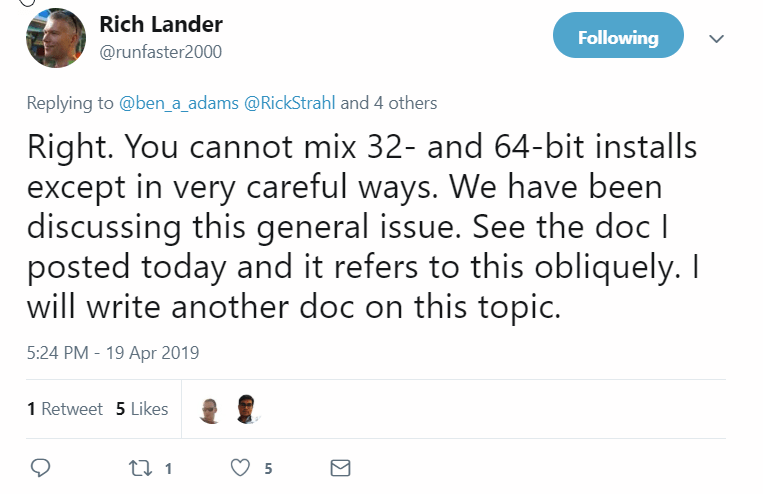 Rich Lander
@runfaster2000
Following
Replying to @ben_a_adams @RickStrahl and 4 others
Right. You cannot mix 32- and 64-bit installs
except in very careful ways. We have been
discussing this general issue. See the doc I
posted today and it refers to this obliquely. I
will write another doc on this topic.
5:24 PM - 19 Apr 2019
1 Retweet 5 Likes
1 5